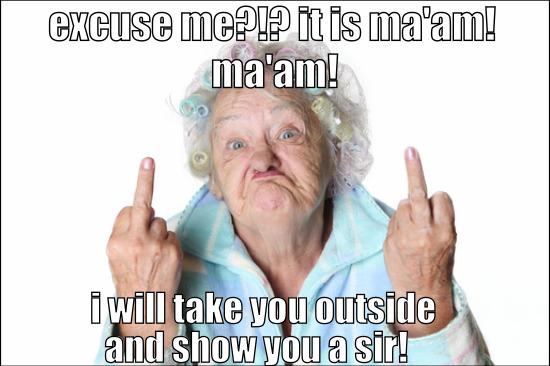 excuse me?!? it is ma'am!
ma'am!
i will take you outside
and show you a sir!